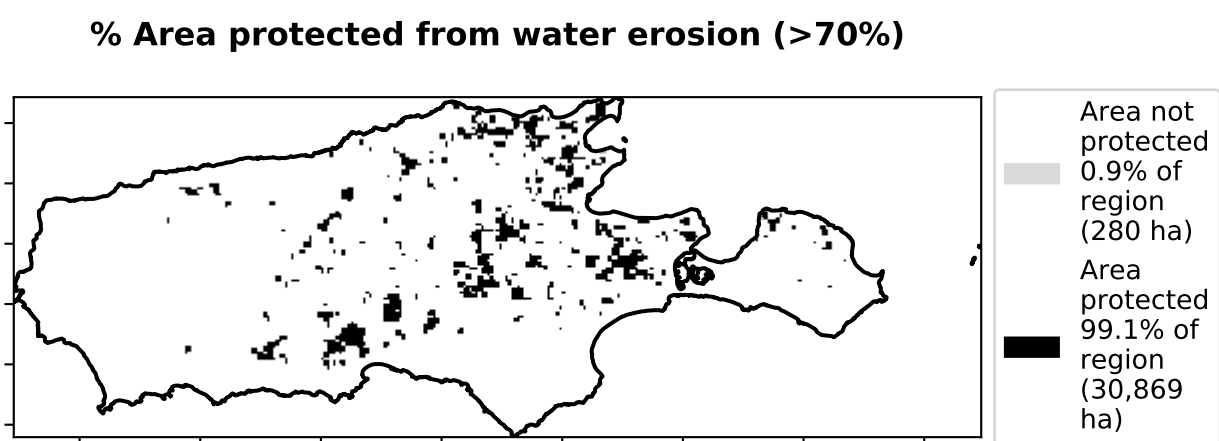 % Area protected from water erosion (>70%)
Area not
protected
0.9% of
region
(280 ha)
Area
protected
99.1% of
region
(30,869
ha)